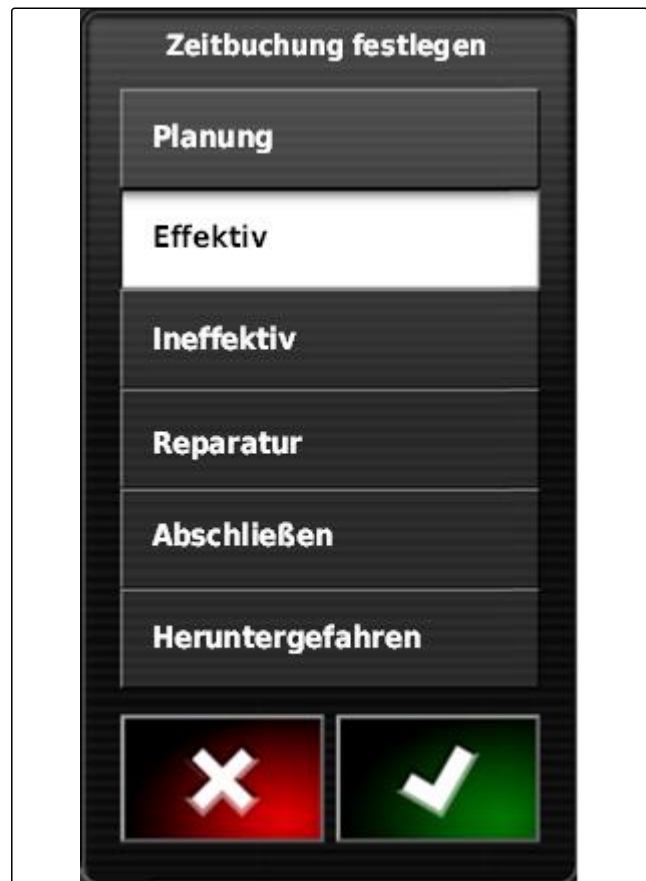 Zeitbuchung festlegen
Planung
Effektiv
Ineffektiv
Reparatur
Abschließen
Heruntergefahren